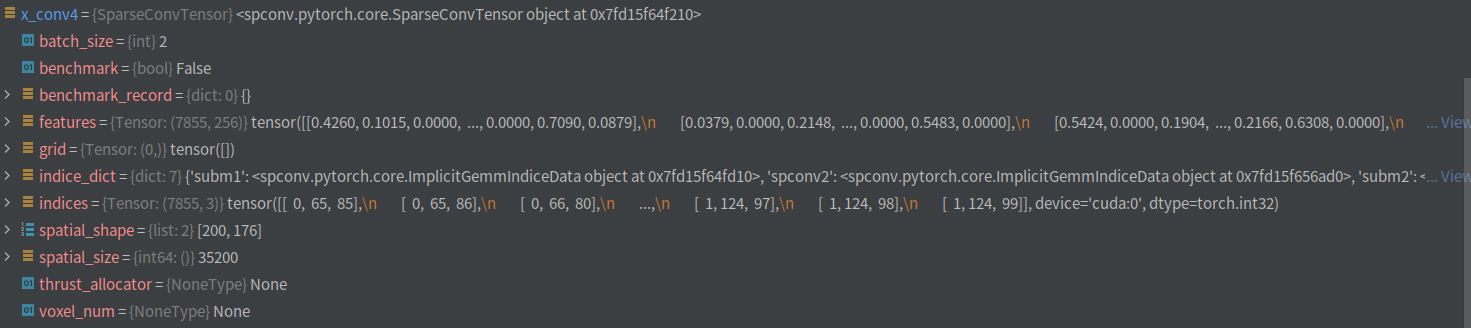 x_conv4 = {SparseConvTensor} <spconv.pytorch.core.SparseConvTensor object at 0x7fd15f64f210>
batch_size = {int} 2
benchmark = {bool} False
benchmark_record = {dict: 0} {}
features = {Tensor: (7855, 256)} tensor([[0.4260, 0.1015, 0.0000,  ..., 0.0000, 0.7090, 0.0879],\n        [0.0379, 0.0000, 0.2148,  ..., 0.0000, 0.5483, 0.0000],\n        [0.5424, 0.0000, 0.1904,  ..., 0.2166, 0.6308, 0.0000],\n ... View
grid = {Tensor: (0,)} tensor([])
indice_dict = {dict: 7} {'subm1': <spconv.pytorch.core.ImplicitGemmIndiceData object at 0x7fd15f64fd10>, 'spconv2': <spconv.pytorch.core.ImplicitGemmIndiceData object at 0x7fd15f656ad0>, 'subm2': < ... View
indices = {Tensor: (7855, 3)} tensor([[  0,  65,  85],\n        [  0,  65,  86],\n        [  0,  66,  80],\n        ...,\n        [  1, 124,  97],\n        [  1, 124,  98],\n        [  1, 124,  99]], device='cuda:0', dtype=torch.int32)
spatial_shape = {list: 2} [200, 176]
spatial_size = {int64: ()} 35200
thrust_allocator = {NoneType} None
voxel_num = {NoneType} None